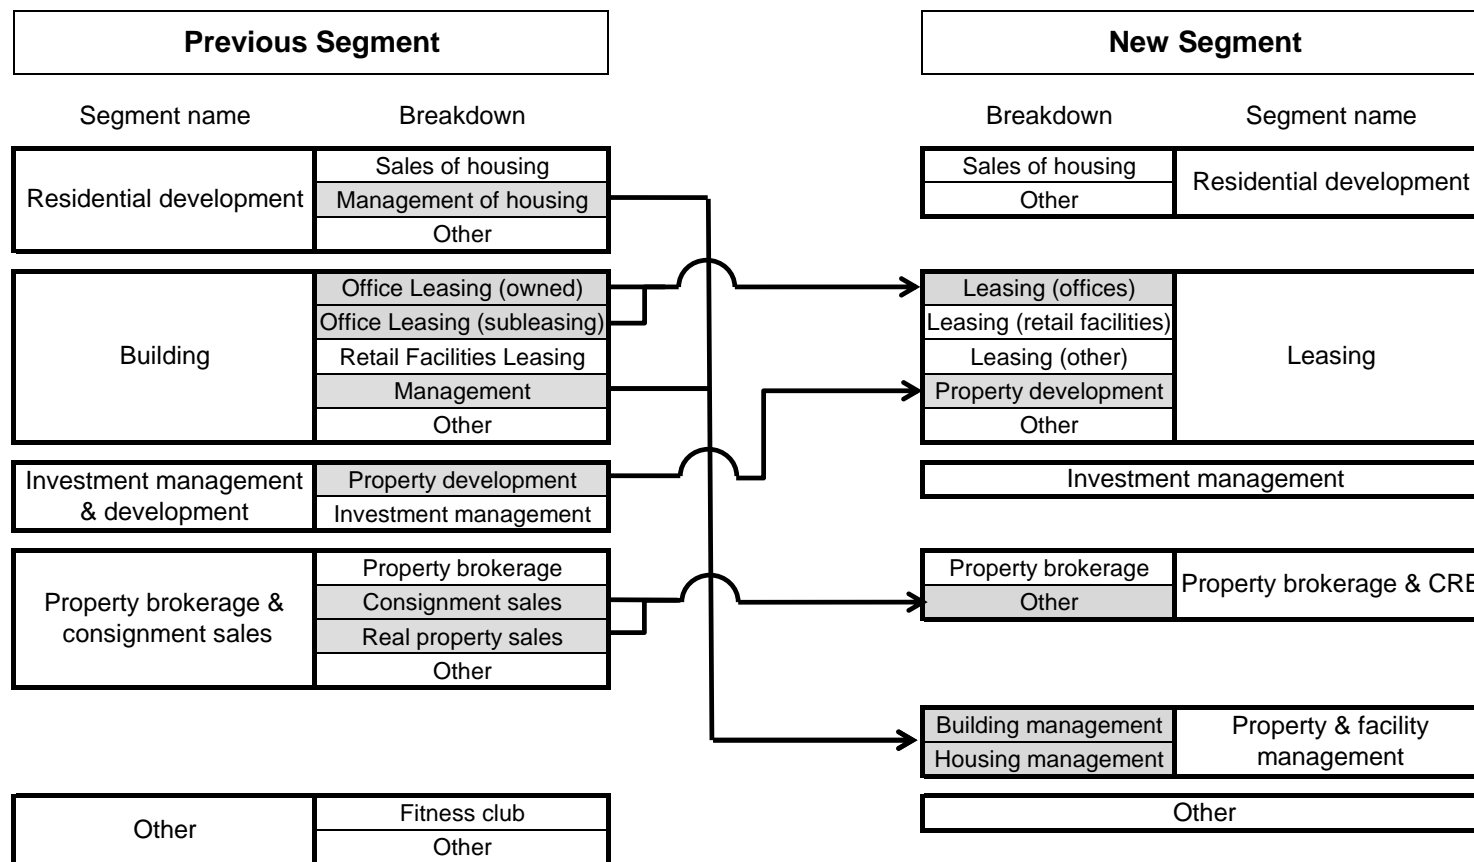 Previous Segment
New Segment
Segment name
Breakdown
Breakdown
Segment name
Residential development
Sales of housing
Management of housing
Other
Sales of housing
Other
Residential development
Building
Office Leasing (owned)
Office Leasing (subleasing)
Retail Facilities Leasing
Management
Other
Leasing (offices)
Leasing (retail facilities)
Leasing (other)
Property development
Other
Leasing
Investment management
& development
Property development
Investment management
Investment management
Property brokerage &
consignment sales
Property brokerage
Consignment sales
Real property sales
Other
Property brokerage
Other
Property brokerage & CRE
Building management
Housing management
Property & facility
management
Other
Fitness club
Other
Other